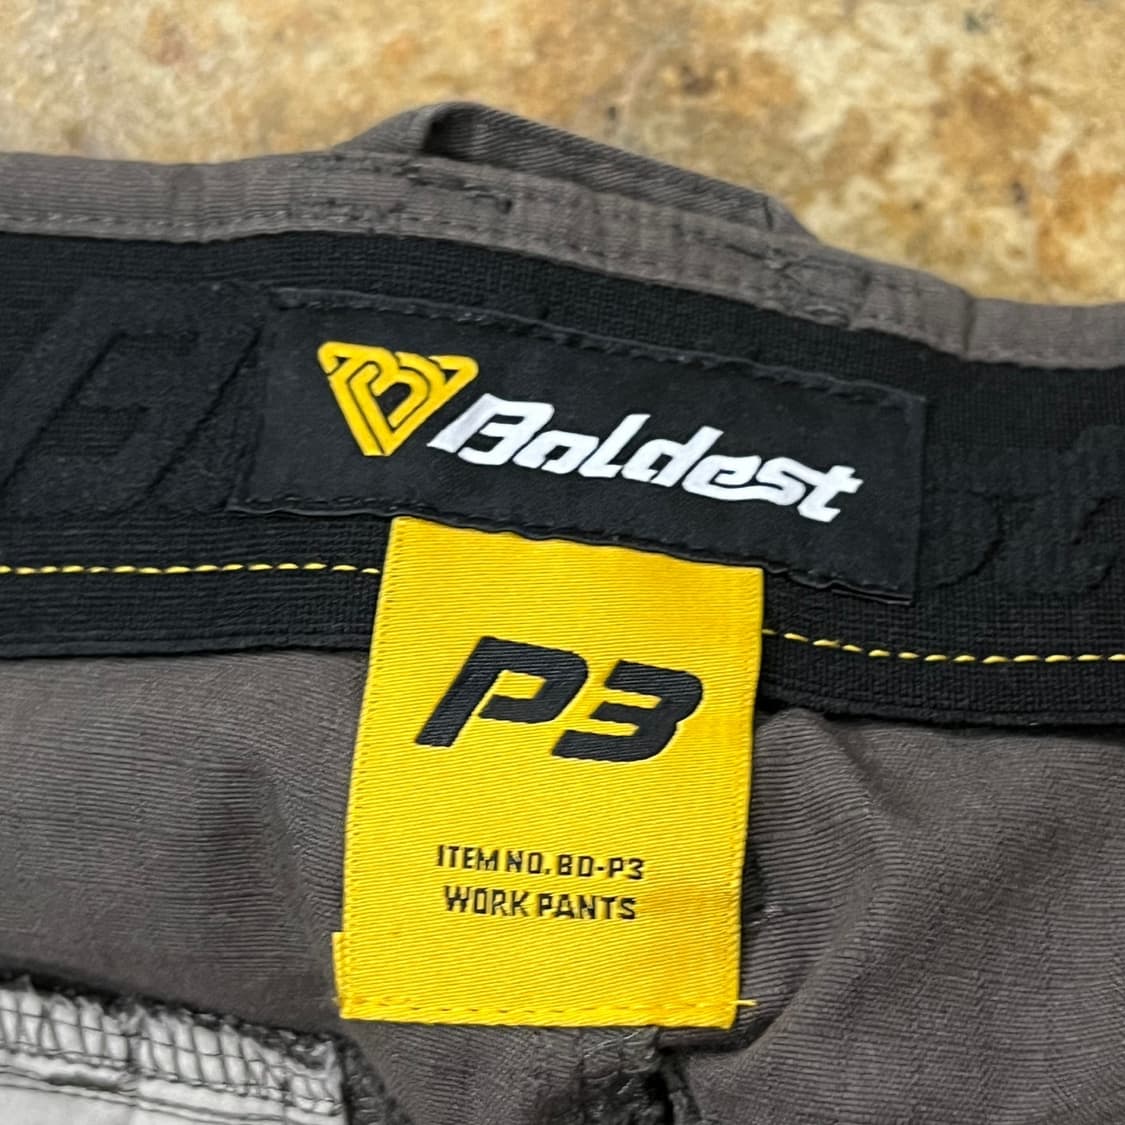 Boldest
P3
ITEM NO. BD-P3
WORK PANTS